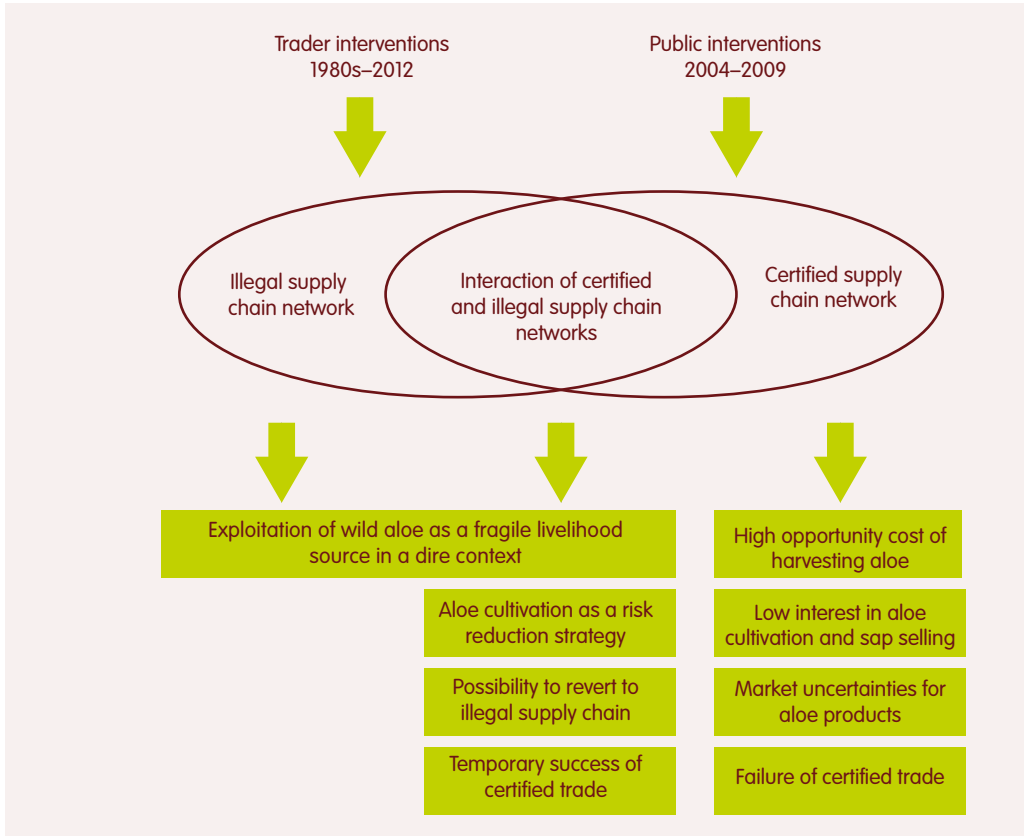 Trader interventions
1980s–2012
Public interventions
2004–2009
Illegal supply
chain network
Interaction of certified
and illegal supply chain
networks
Certified supply
chain network
Exploitation of wild aloe as a fragile livelihood
source in a dire context
High opportunity cost of
harvesting aloe
Aloe cultivation as a risk
reduction strategy
Low interest in aloe
cultivation and sap selling
Possibility to revert to
illegal supply chain
Market uncertainties for
aloe products
Temporary success of
certified trade
Failure of certified trade